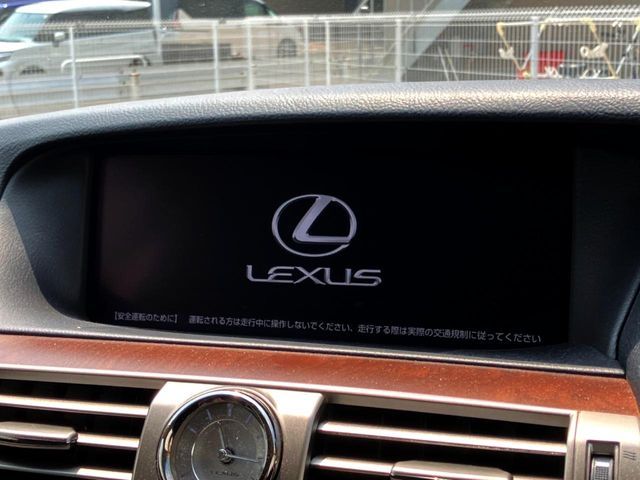 LEXUS
【安全運転のために】 運転される方は走行中に操作しないでください、走行する際は実際の交通規制に従ってください
LEXUS